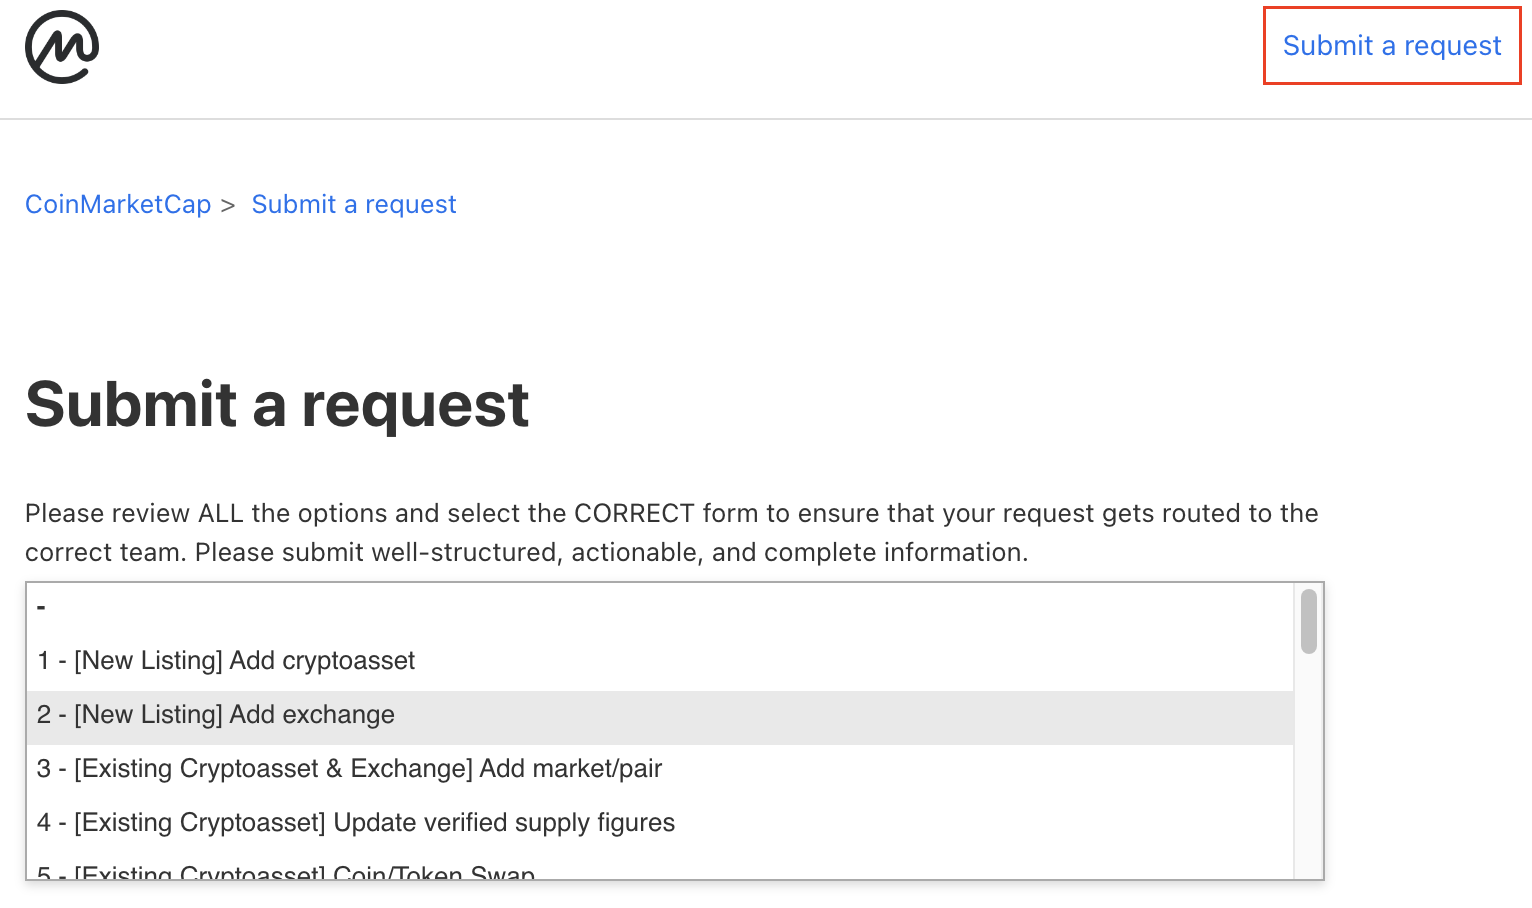 Submit a request
CoinMarketCap > Submit a request
Submit a request
Please review ALL the options and select the CORRECT form to ensure that your request gets routed to the
correct team. Please submit well-structured, actionable, and complete information.
-
1 - [New Listing] Add cryptoasset
2 - [New Listing] Add exchange
3 - [Existing Cryptoasset & Exchange] Add market/pair
4 - [Existing Cryptoasset] Update verified supply figures
5 - [Existing Cryptoasset] Coin/Token Swap